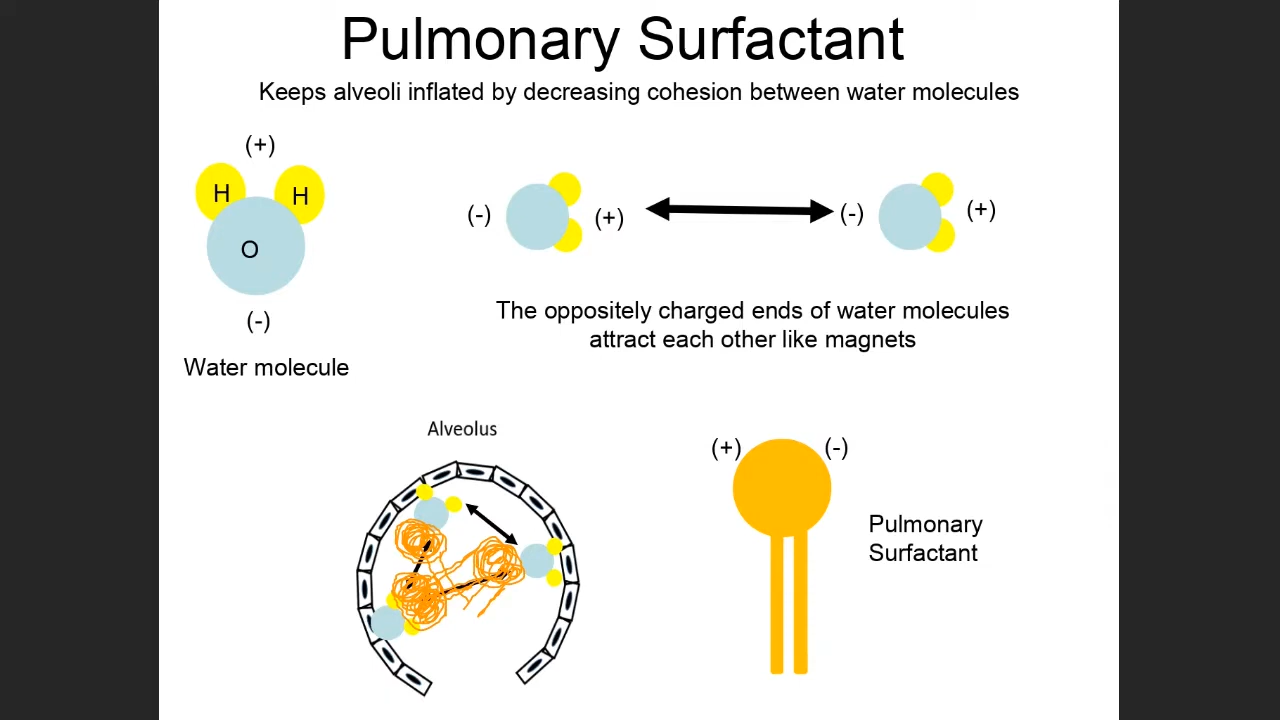 Pulmonary Surfactant
Keeps alveoli inflated by decreasing cohesion between water molecules
(+)
H
H
O
(-)
Water molecule
(-)
(+)
(-)
(+)
The oppositely charged ends of water molecules
attract each other like magnets
Alveolus
(+)
(-)
Pulmonary
Surfactant